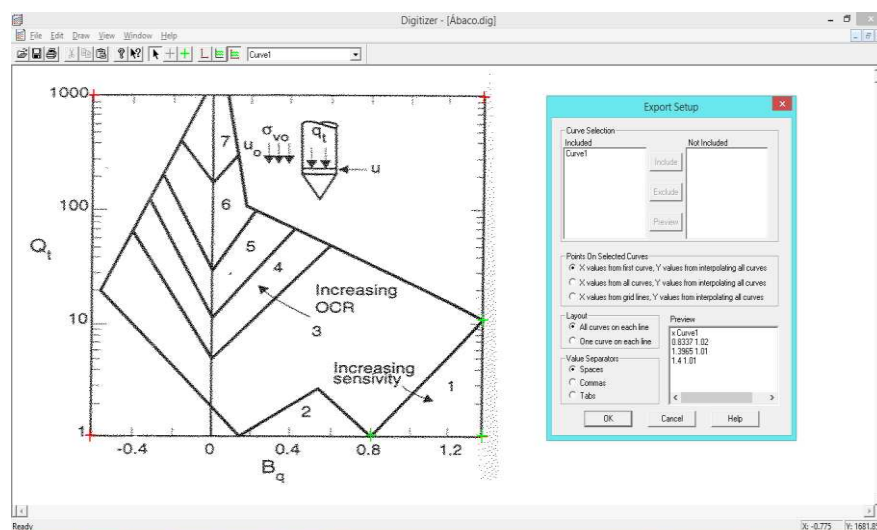 Digitizer - [Ábaco.dig]
File Edit Draw View Window Help
Curve1
1000
100
10
1
Q_t
-0.4 0 0.4 0.8 1.2
B_q
σ_vo
q_t
u_o
u
7
6
5
4
Increasing
OCR
3
Increasing
sensivity
1
2
Export Setup
Curve Selection
Included
Not Included
Curve1
Include
Exclude
Preview
Points On Selected Curves
X values from first curve, Y values from interpolating all curves
X values from all curves, Y values from interpolating all curves
X values from grid lines, Y values from interpolating all curves
Layout
All curves on each line
One curve on each line
Value Separators
Spaces
Commas
Tabs
Preview
x Curve1
0.8337 1.02
1.3965 1.01
1.4 1.01
OK Cancel Help
Ready
X: -0.775 Y: 1681.85